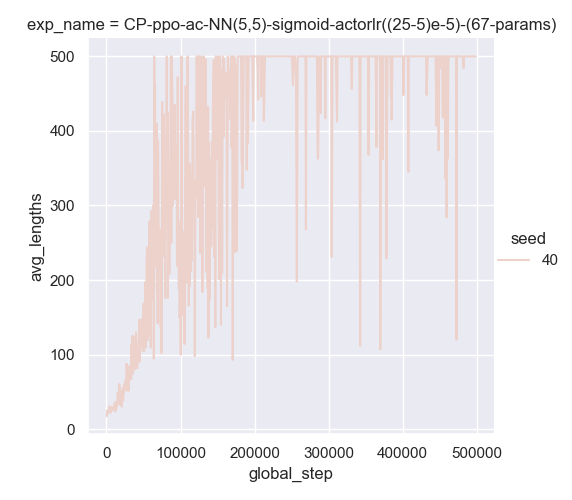 exp_name = CP-ppo-ac-NN(5,5)-sigmoid-actorlr((25-5)e-5)-(67-params)
500
400
300
200
100
0
avg_lengths
seed
40
0 100000 200000 300000 400000 500000
global_step